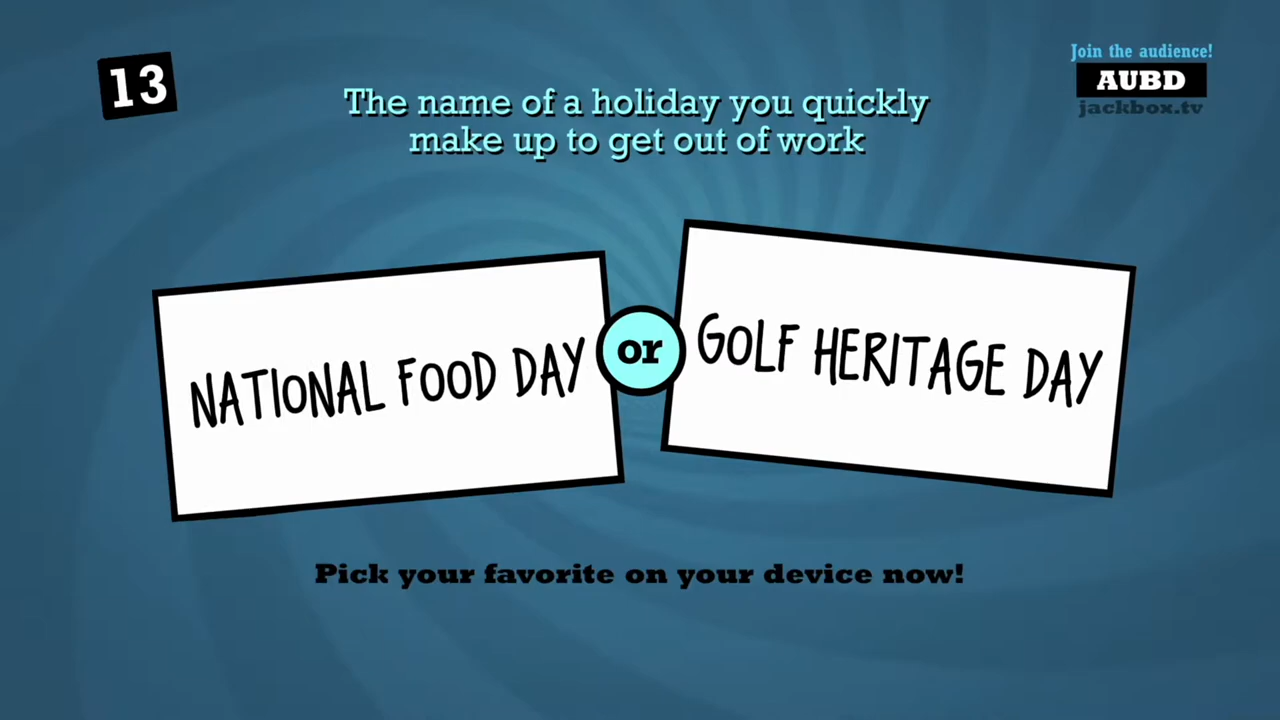 13
Join the audience!
AUBD
jackbox.tv
The name of a holiday you quickly
make up to get out of work
NATIONAL FOOD DAY
or
GOLF HERITAGE DAY
Pick your favorite on your device now!